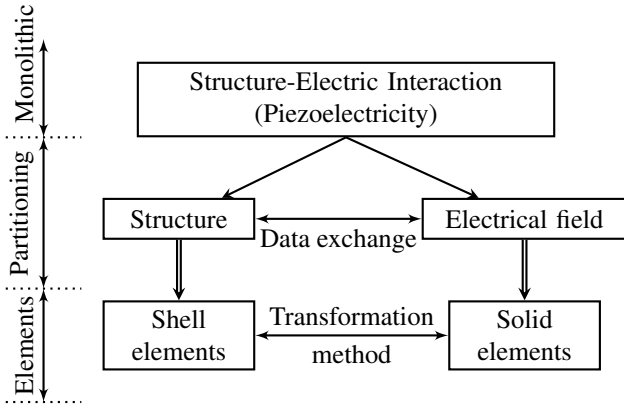 Monolithic
Structure-Electric Interaction
(Piezoelectricity)
Partitioning
Structure
Data exchange
Electrical field
Elements
Shell
elements
Transformation
method
Solid
elements